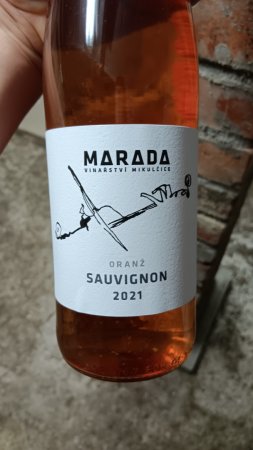 MARADA
VINAŘSTVÍ MIKULČICE
ORANŽ
SAUVIGNON
2021